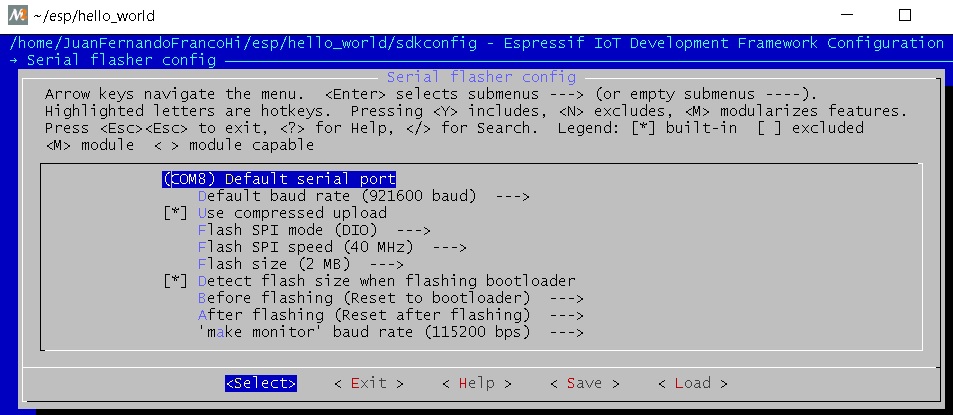 ~/esp/hello_world
/home/JuanFernandoFrancoHi/esp/hello_world/sdkconfig - Espressif IoT Development Framework Configuration
→ Serial flasher config
Serial flasher config
Arrow keys navigate the menu.  <Enter> selects submenus ---> (or empty submenus ----).
Highlighted letters are hotkeys.  Pressing <Y> includes, <N> excludes, <M> modularizes features.
Press <Esc><Esc> to exit, <?> for Help, </> for Search.  Legend: [*] built-in  [ ] excluded
<M> module  < > module capable
(COM8) Default serial port
Default baud rate (921600 baud)  --->
[*] Use compressed upload
Flash SPI mode (DIO)  --->
Flash SPI speed (40 MHz)  --->
Flash size (2 MB)  --->
[*] Detect flash size when flashing bootloader
Before flashing (Reset to bootloader)  --->
After flashing (Reset after flashing)  --->
'make monitor' baud rate (115200 bps)  --->
<Select>    < Exit >    < Help >    < Save >    < Load >